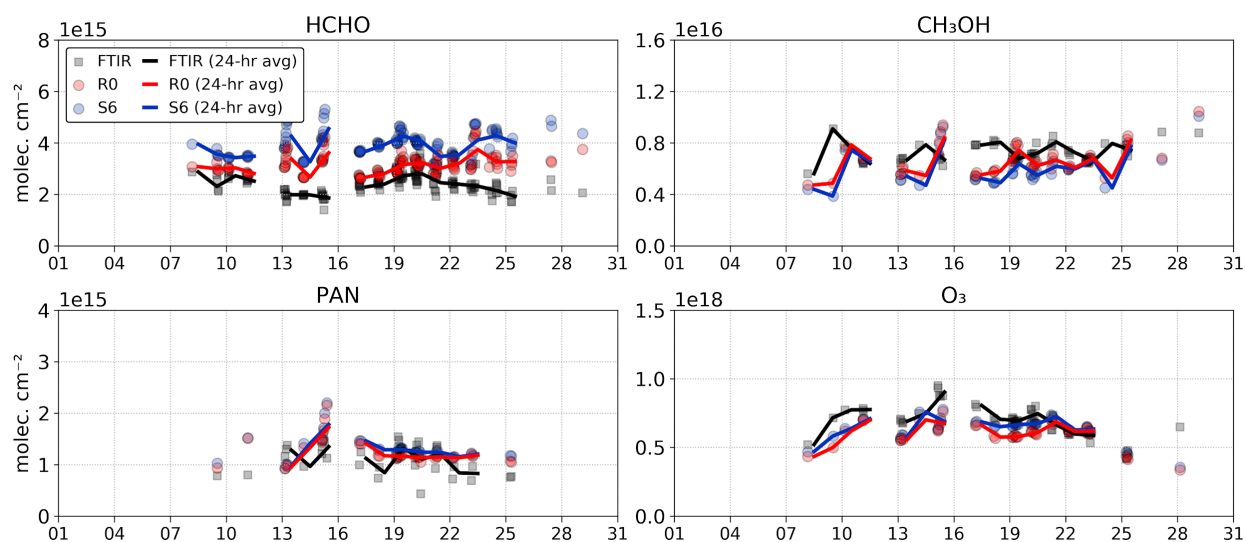 HCHO
1e15
8
6
4
2
0
molec. cm⁻²
FTIR
R0
S6
FTIR (24-hr avg)
R0 (24-hr avg)
S6 (24-hr avg)
01 04 07 10 13 16 19 22 25 28 31
CH₃OH
1e16
1.6
1.2
0.8
0.4
0.0
01 04 07 10 13 16 19 22 25 28 31
PAN
1e15
4
3
2
1
0
molec. cm⁻²
01 04 07 10 13 16 19 22 25 28 31
O₃
1e18
1.5
1.0
0.5
0.0
01 04 07 10 13 16 19 22 25 28 31